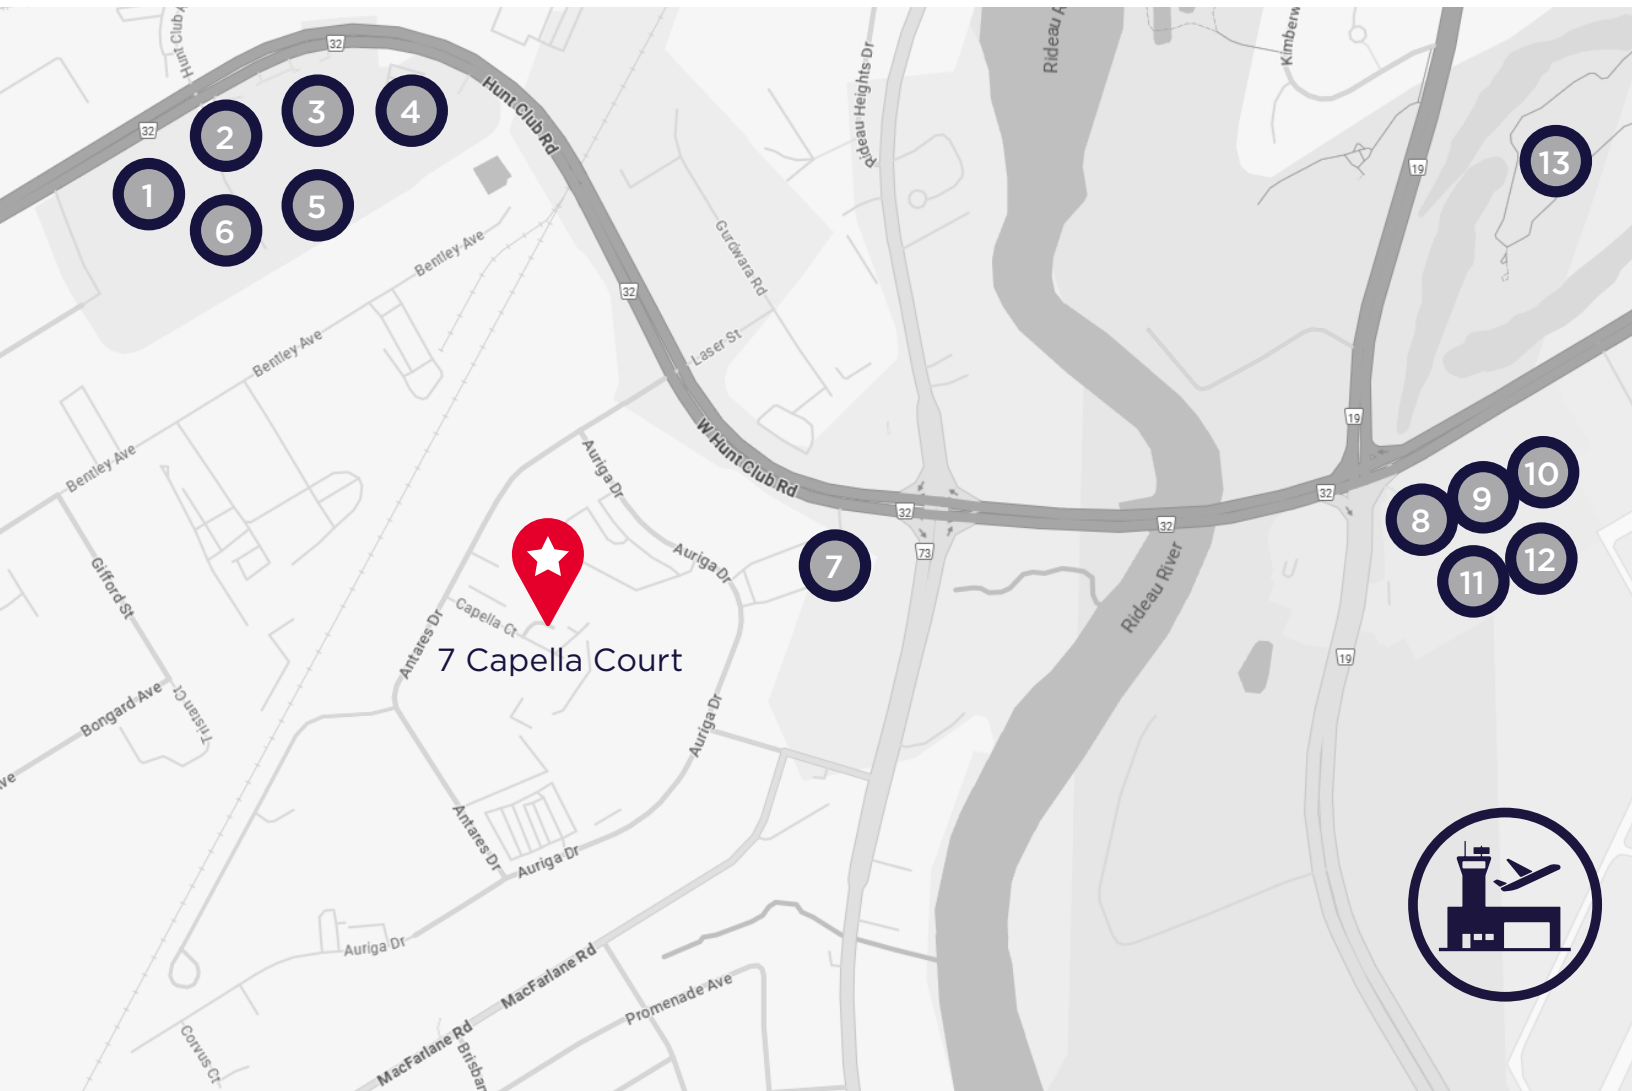 Hunt Club
32
Rideau
Kimberw
Rideau Heights Dr
Hunt Club Rd
3
4
32
2
19
13
1
5
6
Gurdwara Rd
Bentley Ave
32
Laser St
Bentley Ave
19
W Hunt Club Rd
Auriga Dr
Bentley Ave
10
9
8
32
32
32
73
7
12
11
Auriga Dr
Gifford St
Capella Ct
Antares Dr
Rideau River
7 Capella Court
19
Bongard Ave
Tristan Ct
Auriga Dr
ve
Antares Dr
Auriga Dr
Auriga Dr
MacFarlane Rd
Promenade Ave
Corvus Ct
MacFarlane Rd
Brisba